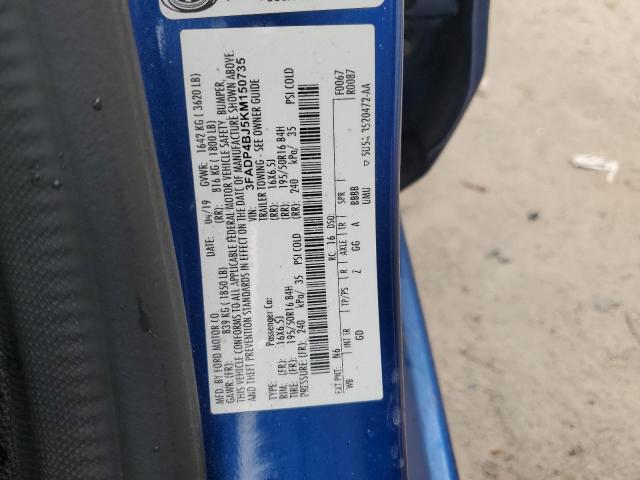 MFD. BY FORD MOTOR CO.
DATE: 04/19 GVWR: 1642 KG ( 3620 LB)
GAWR:(FR): 839 KG ( 1850 LB) (RR): 816 KG ( 1800 LB)
THIS VEHICLE CONFORMS TO ALL APPLICABLE FEDERAL MOTOR VEHICLE SAFETY, BUMPER,
AND THEFT PREVENTION STANDARDS IN EFFECT ON THE DATE OF MANUFACTURE SHOWN ABOVE.
VIN: 3FADP4BJ5KM150735
TYPE: Passenger Car TRAILER TOWING - SEE OWNER GUIDE
RIM: (FR): 16X6.5J (RR): 16X6.5J
TIRE: (FR): 195/50R16 84H (RR): 195/50R16 84H
PRESSURE:(FR): 240 kPa/ 35 PSI COLD (RR): 240 kPa/ 35 PSI COLD
EXT PNT: N6 RC: 16 DSO: F0067
WB INT TR TP/PS R AXLE TR SPR R0087
GD Z GG A BBBB
UMU